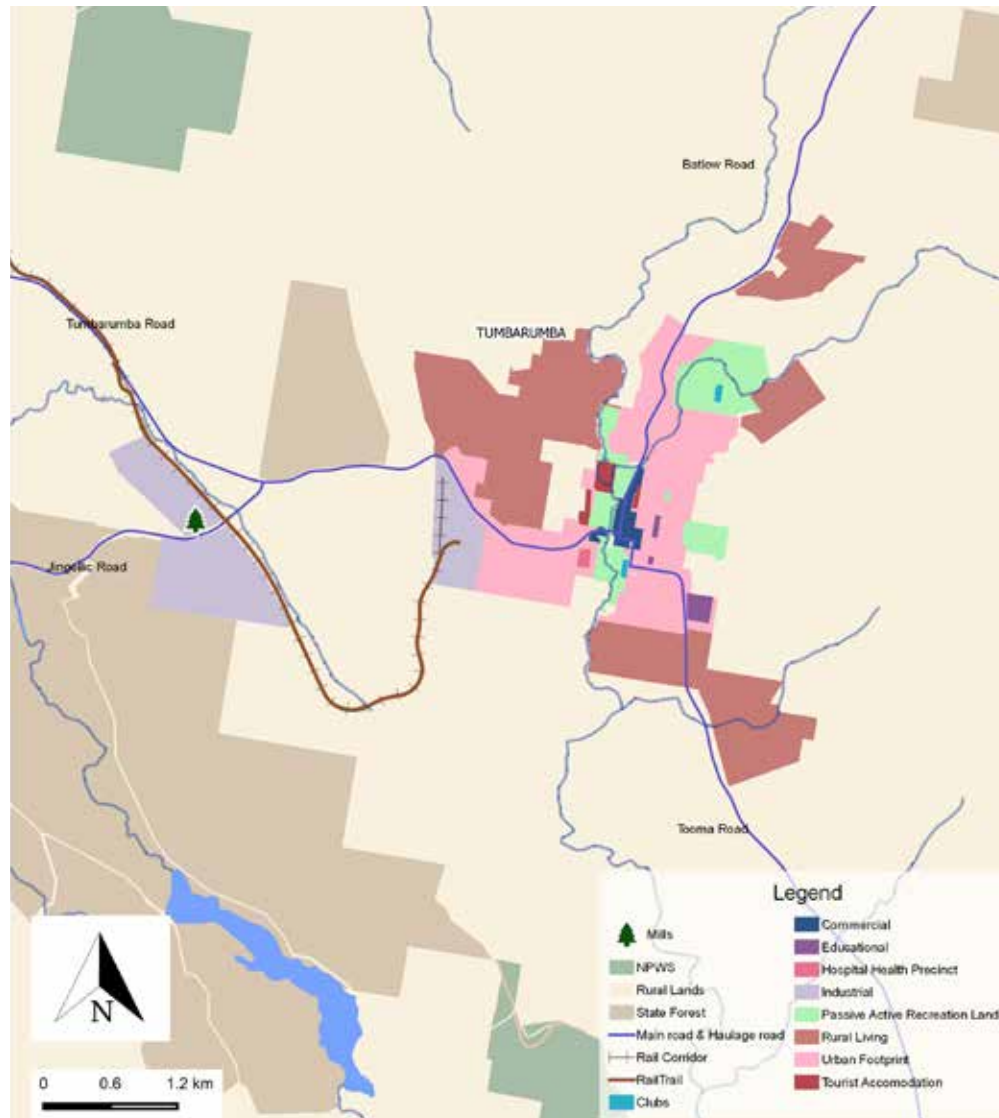 Batlow Road
Tumbarumba Road
TUMBARUMBA
Jingellic Road
Tooma Road
N
0 0.6 1.2 km
Legend
Mills
NPWS
Rural Lands
State Forest
Main road & Haulage road
Rail Corridor
RailTrail
Clubs
Commercial
Educational
Hospital Health Precinct
Industrial
Passive Active Recreation Land
Rural Living
Urban Footprint
Tourist Accomodation